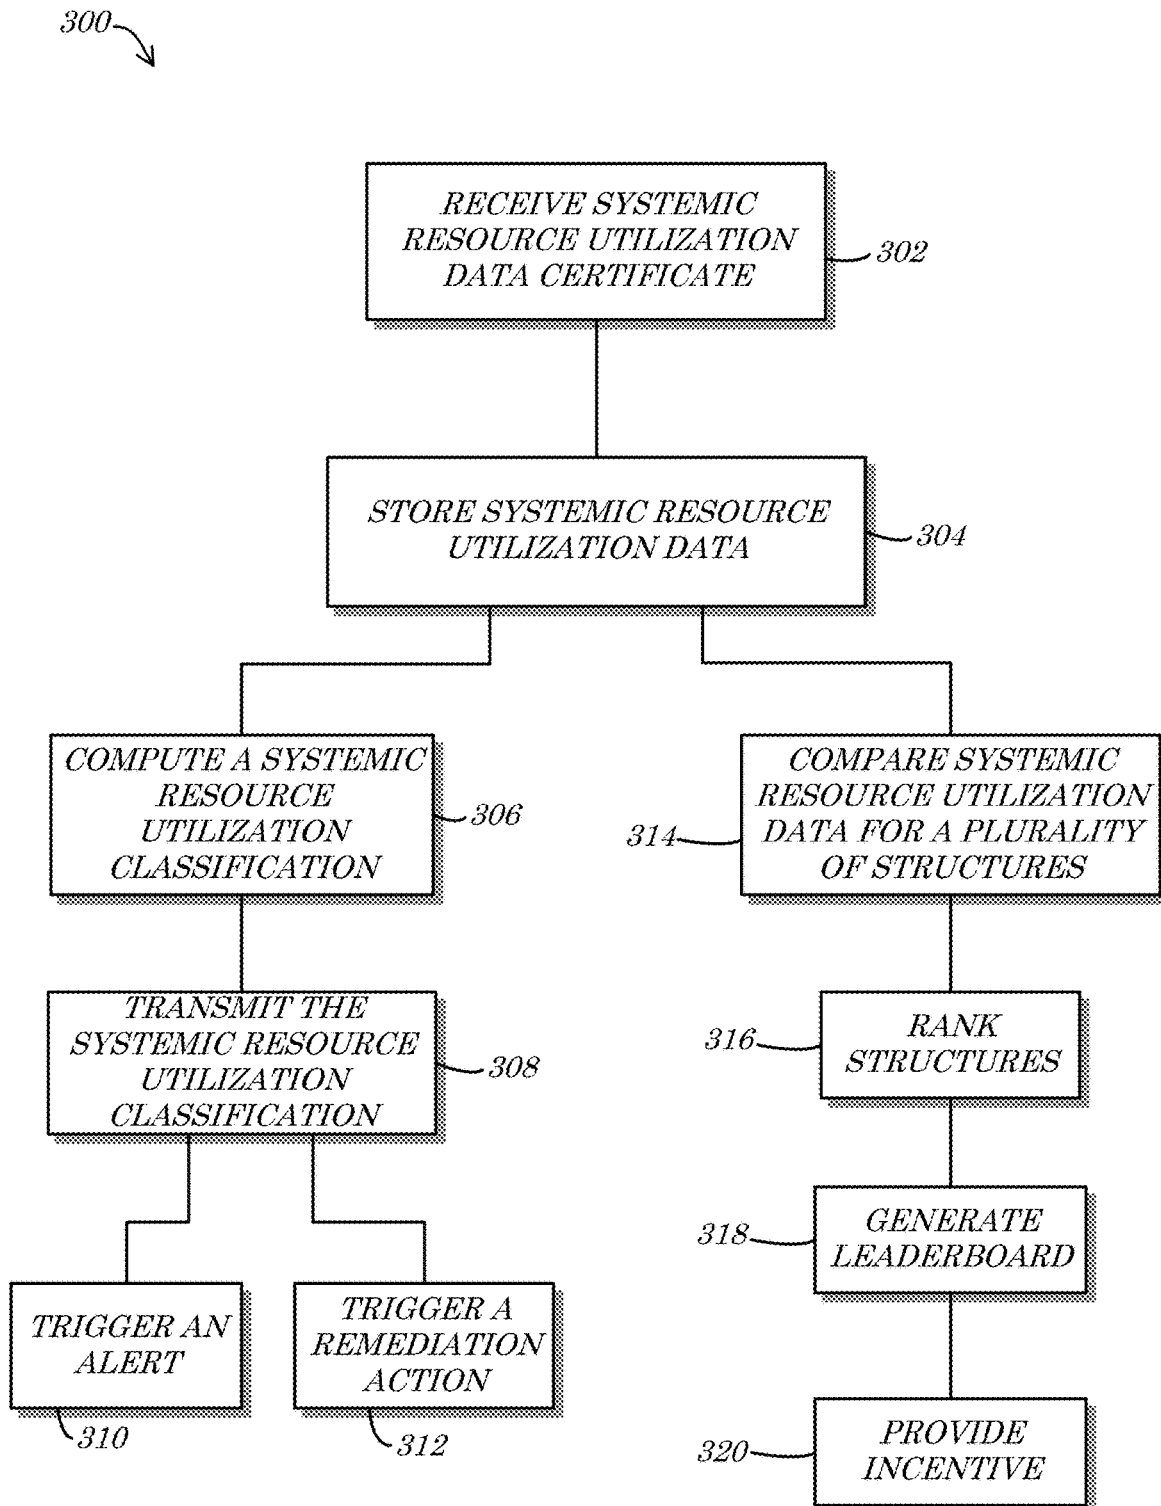 300
RECEIVE SYSTEMIC
RESOURCE UTILIZATION
DATA CERTIFICATE
302
STORE SYSTEMIC RESOURCE
UTILIZATION DATA
304
COMPUTE A SYSTEMIC
RESOURCE
UTILIZATION
CLASSIFICATION
306
314
COMPARE SYSTEMIC
RESOURCE UTILIZATION
DATA FOR A PLURALITY
OF STRUCTURES
TRANSMIT THE
SYSTEMIC RESOURCE
UTILIZATION
CLASSIFICATION
308
316
RANK
STRUCTURES
318
GENERATE
LEADERBOARD
TRIGGER AN
ALERT
310
TRIGGER A
REMEDIATION
ACTION
312
320
PROVIDE
INCENTIVE